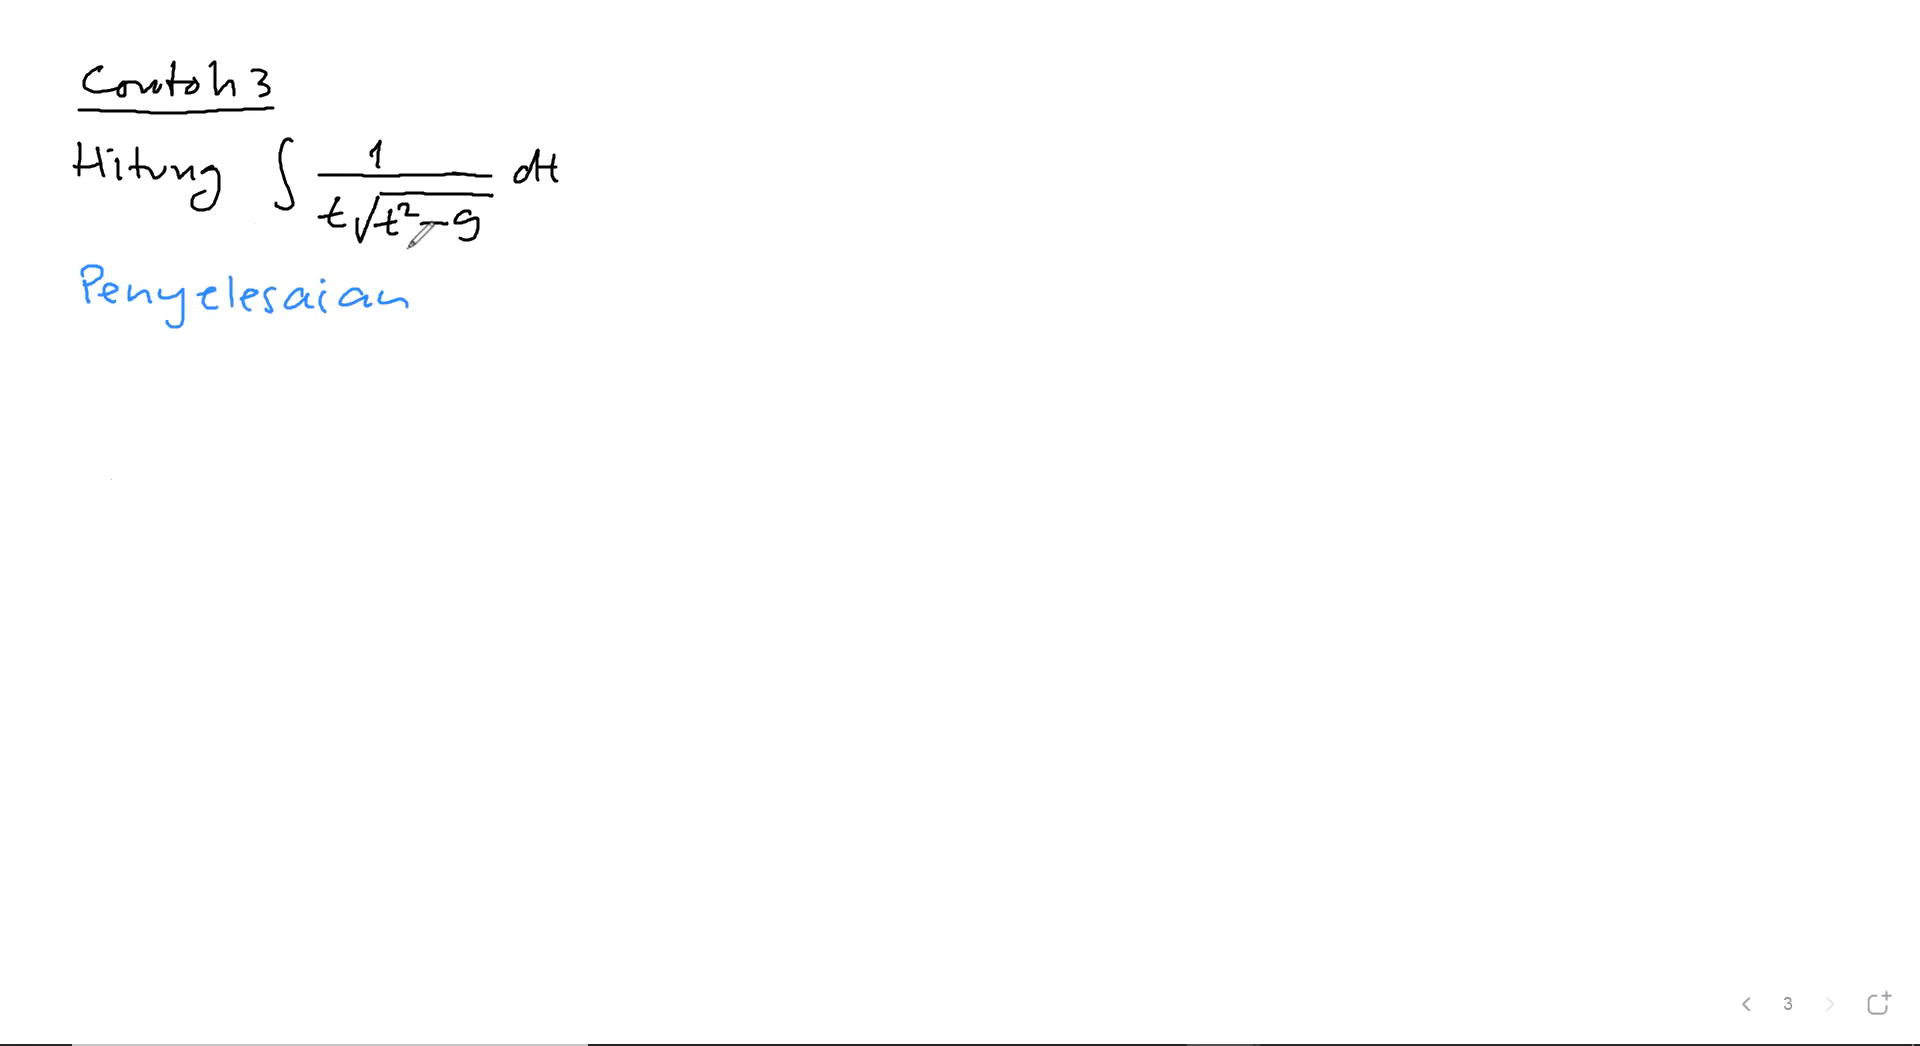 Contoh 3
Hitung ∫ 1/(t√(t²-9)) dt
Penyelesaian
3